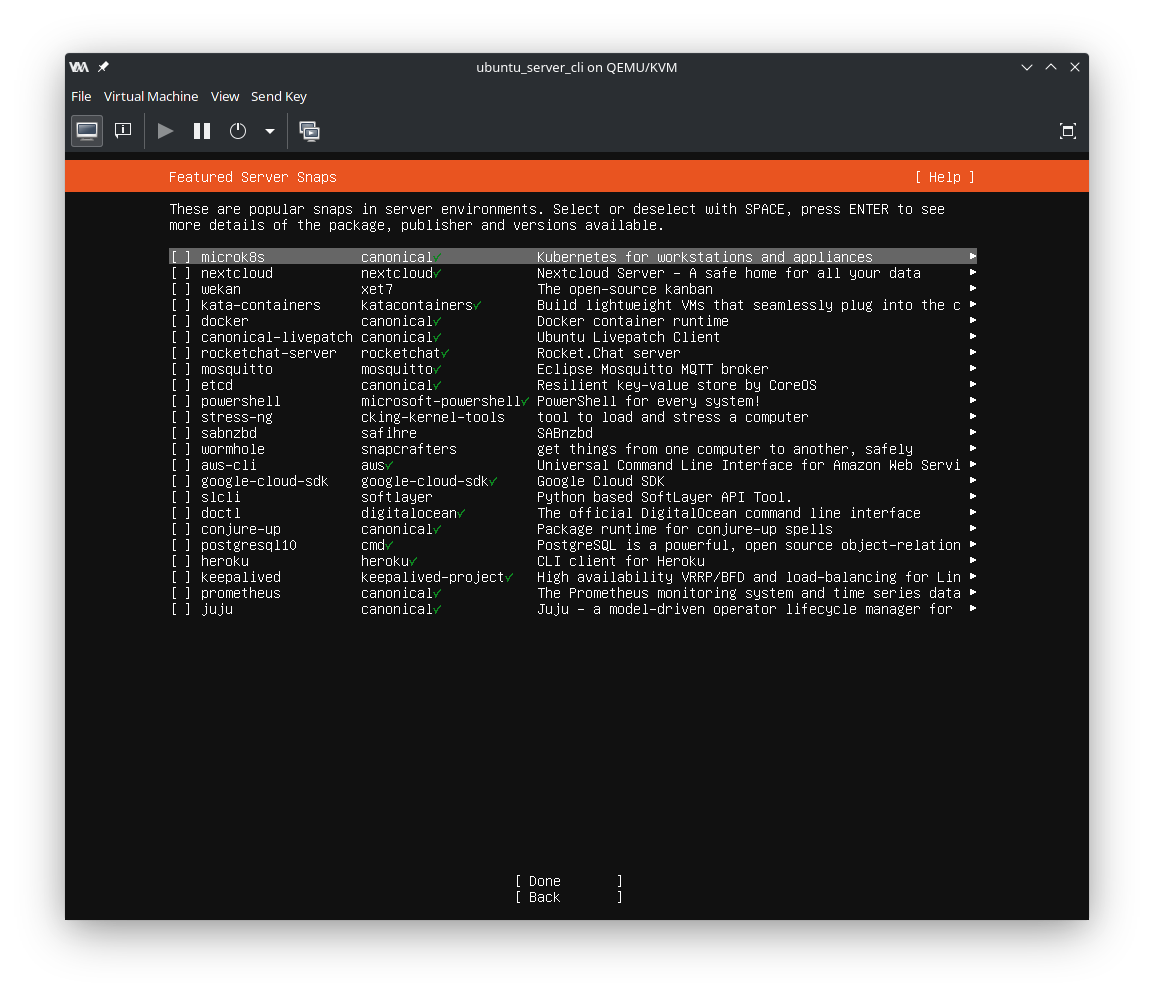 ubuntu_server_cli on QEMU/KVM
File Virtual Machine View Send Key
Featured Server Snaps [ Help ]
These are popular snaps in server environments. Select or deselect with SPACE, press ENTER to see
more details of the package, publisher and versions available.
[ ] microk8s canonical✓ Kubernetes for workstations and appliances ▸
[ ] nextcloud nextcloud✓ Nextcloud Server - A safe home for all your data ▸
[ ] wekan xet7 The open-source kanban ▸
[ ] kata-containers katacontainers✓ Build lightweight VMs that seamlessly plug into the c ▸
[ ] docker canonical✓ Docker container runtime ▸
[ ] canonical-livepatch canonical✓ Ubuntu Livepatch Client ▸
[ ] rocketchat-server rocketchat✓ Rocket.Chat server ▸
[ ] mosquitto mosquitto✓ Eclipse Mosquitto MQTT broker ▸
[ ] etcd canonical✓ Resilient key-value store by CoreOS ▸
[ ] powershell microsoft-powershell✓ PowerShell for every system! ▸
[ ] stress-ng cking-kernel-tools tool to load and stress a computer ▸
[ ] sabnzbd safihre SABnzbd ▸
[ ] wormhole snapcrafters get things from one computer to another, safely ▸
[ ] aws-cli aws✓ Universal Command Line Interface for Amazon Web Servi ▸
[ ] google-cloud-sdk google-cloud-sdk✓ Google Cloud SDK ▸
[ ] slcli softlayer Python based SoftLayer API Tool. ▸
[ ] doctl digitalocean✓ The official DigitalOcean command line interface ▸
[ ] conjure-up canonical✓ Package runtime for conjure-up spells ▸
[ ] postgresql10 cmd✓ PostgreSQL is a powerful, open source object-relation ▸
[ ] heroku heroku✓ CLI client for Heroku ▸
[ ] keepalived keepalived-project✓ High availability VRRP/BFD and load-balancing for Lin ▸
[ ] prometheus canonical✓ The Prometheus monitoring system and time series data ▸
[ ] juju canonical✓ Juju - a model-driven operator lifecycle manager for ▸
[ Done ]
[ Back ]